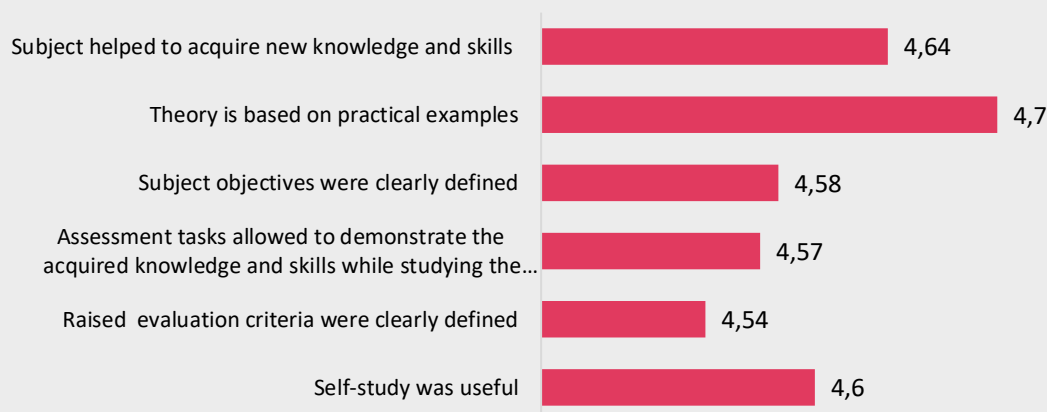 Subject helped to acquire new knowledge and skills
4,64
Theory is based on practical examples
4,7
Subject objectives were clearly defined
4,58
Assessment tasks allowed to demonstrate the
acquired knowledge and skills while studying the…
4,57
Raised evaluation criteria were clearly defined
4,54
Self-study was useful
4,6